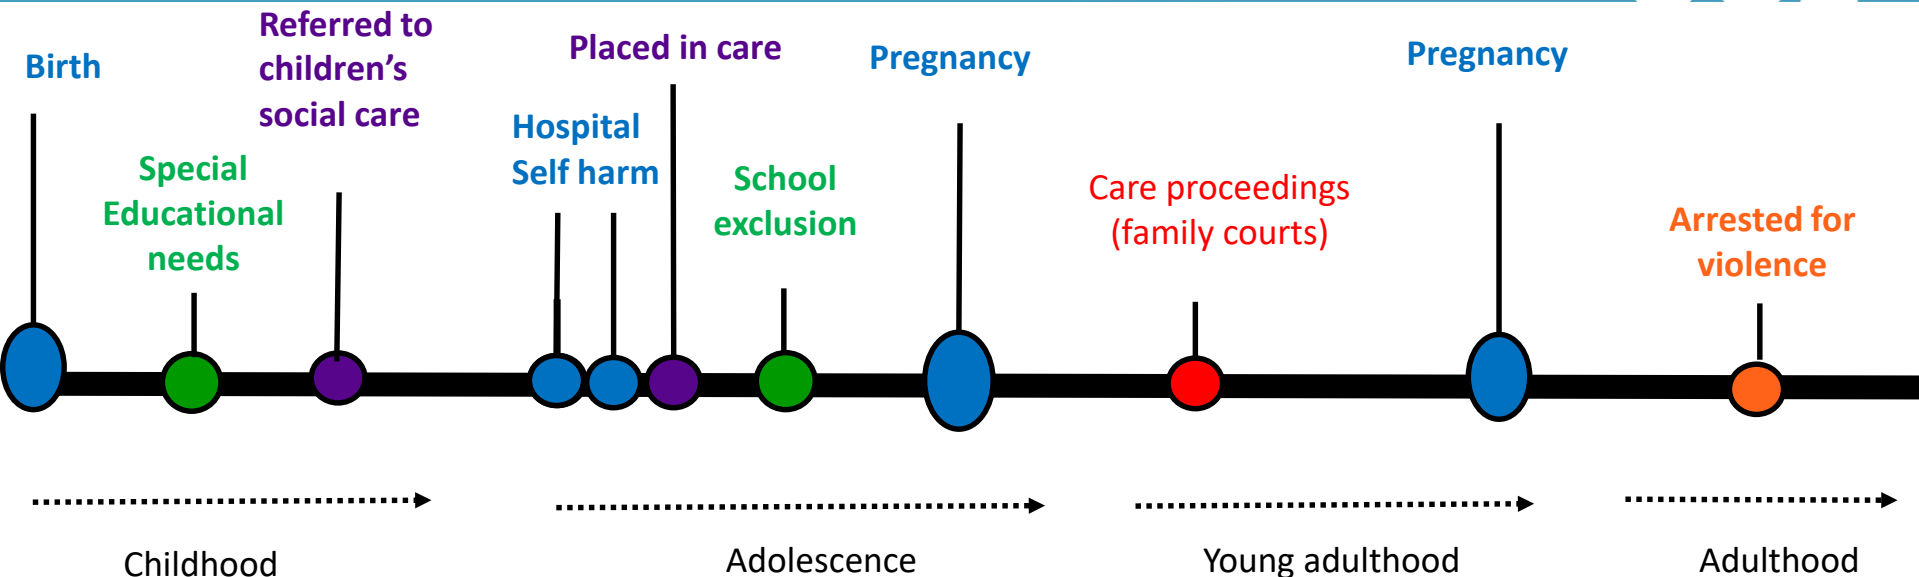 Birth
Special
Educational
needs
Referred to
children’s
social care
Hospital
Self harm
Placed in care
School
exclusion
Pregnancy
Care proceedings
(family courts)
Pregnancy
Arrested for
violence
Childhood
Adolescence
Young adulthood
Adulthood